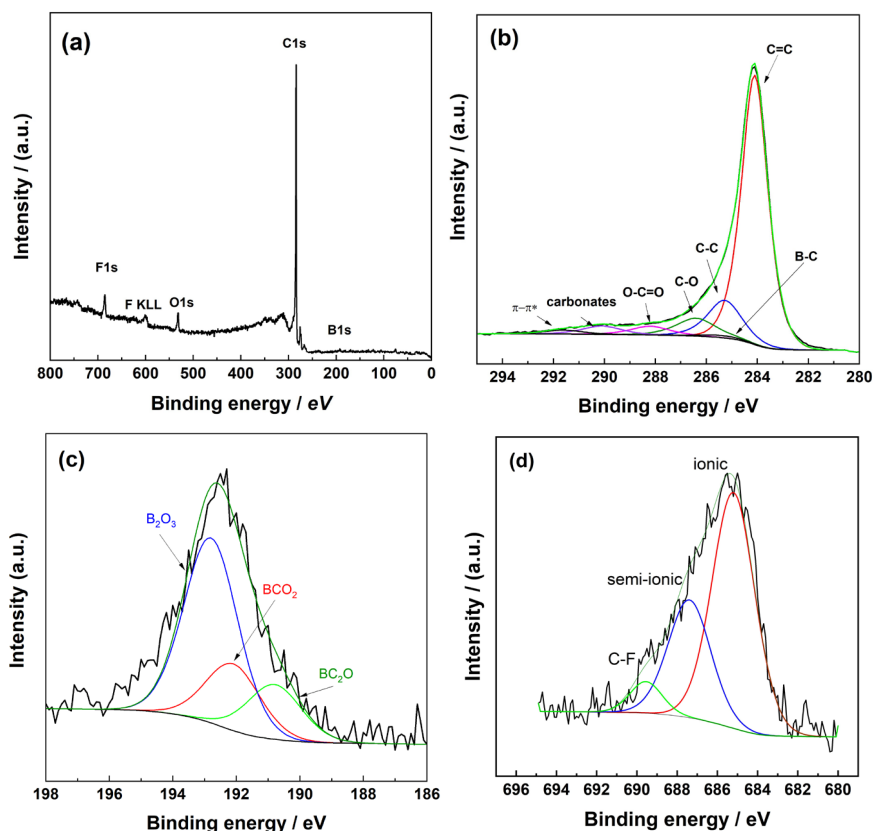 (a)
C1s
F1s
F KLL
O1s
B1s
Intensity / (a.u.)
800 700 600 500 400 300 200 100 0
Binding energy / eV
(b)
C=C
C-C
B-C
C-O
O-C=O
carbonates
π–π*
Intensity / (a.u.)
294 292 290 288 286 284 282 280
Binding energy / eV
(c)
B₂O₃
BCO₂
BC₂O
Intensity (a.u.)
198 196 194 192 190 188 186
Binding energy / eV
(d)
ionic
semi-ionic
C-F
Intensity / (a.u.)
696 694 692 690 688 686 684 682 680
Binding energy / eV